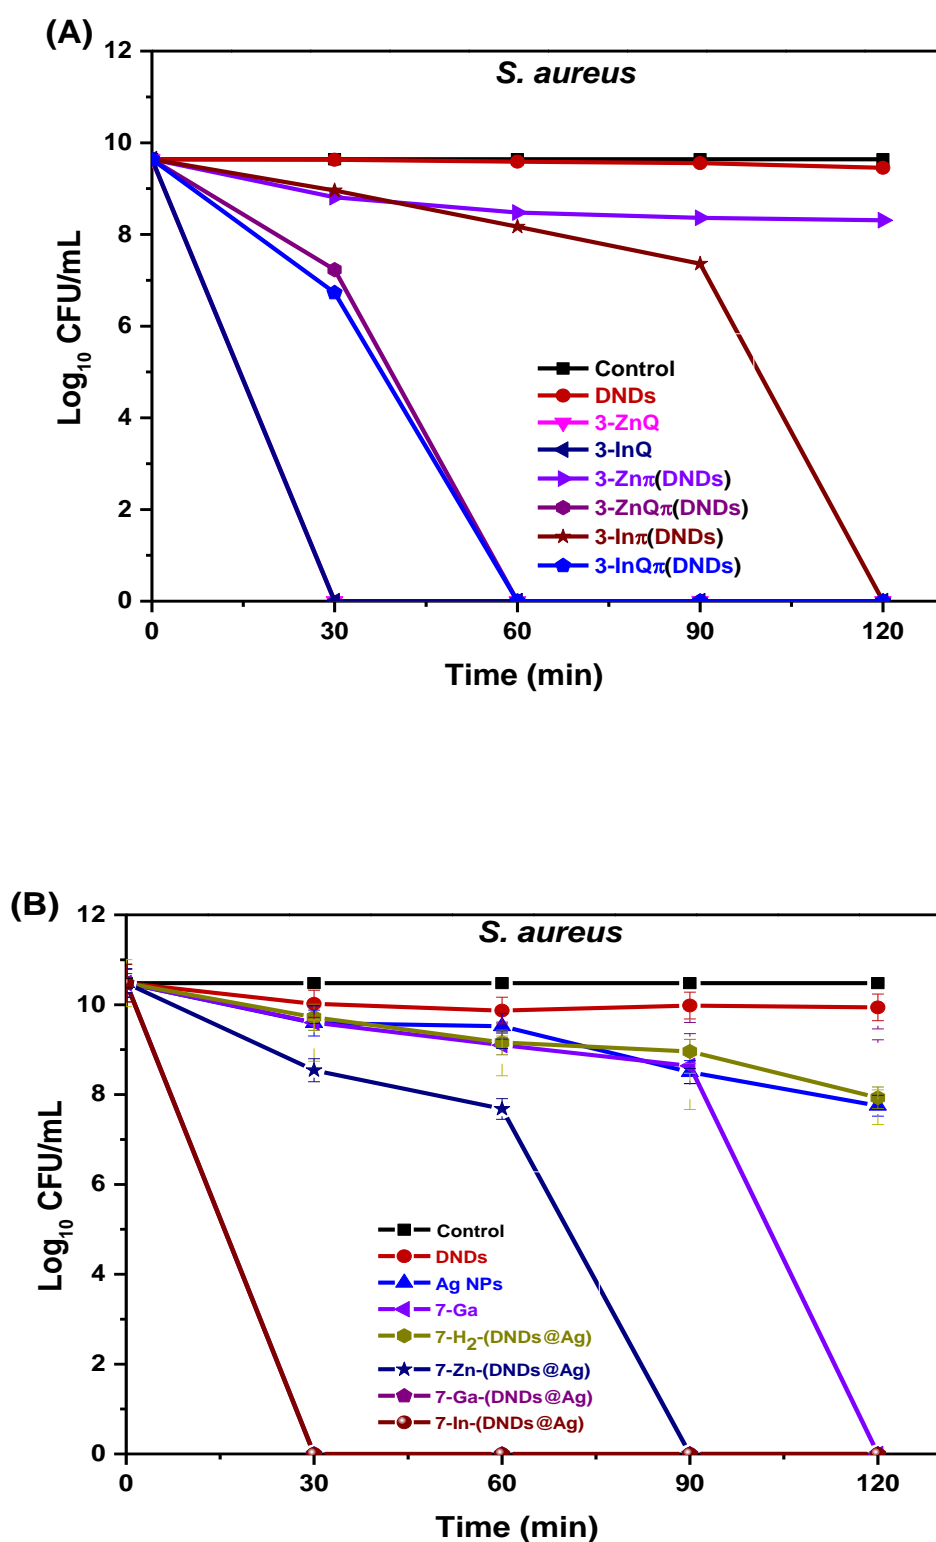 (A)
S. aureus
12
10
8
6
4
2
0
Log10 CFU/mL
Control
DNDs
3-ZnQ
3-InQ
3-Znπ(DNDs)
3-ZnQπ(DNDs)
3-Inπ(DNDs)
3-InQπ(DNDs)
0 30 60 90 120
Time (min)
(B)
S. aureus
12
10
8
6
4
2
0
Log10 CFU/mL
Control
DNDs
Ag NPs
7-Ga
7-H2-(DNDs@Ag)
7-Zn-(DNDs@Ag)
7-Ga-(DNDs@Ag)
7-In-(DNDs@Ag)
0 30 60 90 120
Time (min)